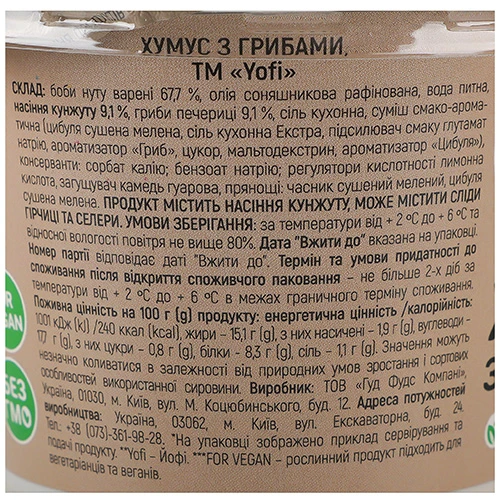 ХУМУС З ГРИБАМИ,
ТМ «Yofi»
СКЛАД: боби нуту варені 67,7 %, олія соняшникова рафінована, вода питна,
насіння кунжуту 9,1 %, гриби печериці 9,1 %, сіль кухонна, суміш смако-арома-
тична (цибуля сушена мелена, сіль кухонна Екстра, підсилювач смаку глутамат
натрію, ароматизатор «Гриб», цукор, мальтодекстрин, ароматизатор «Цибуля»),
консерванти: сорбат калію; бензоат натрію; регулятори кислотності лимонна
кислота, загущувач камедь гуарова, прянощі: часник сушений мелений, цибуля
сушена мелена. ПРОДУКТ МІСТИТЬ НАСІННЯ КУНЖУТУ, МОЖЕ МІСТИТИ СЛІДИ
ГІРЧИЦІ ТА СЕЛЕРИ. УМОВИ ЗБЕРІГАННЯ: за температури від + 2 °С до + 6 °С та
відносної вологості повітря не вище 80%. Дата "Вжити до" вказана на упаковці.
Номер партії відповідає даті "Вжити до". Термін та умови придатності до
споживання після відкриття споживчого паковання – не більше 2-х діб за
температури від + 2 °С до + 6 °С в межах граничного терміну споживання.
Поживна цінність на 100 г (g) продукту: енергетична цінність /калорійність:
1001 кДж (kJ) /240 ккал (kcal), жири – 15,1 г (g), з них насичені – 1,9 г (g), вуглеводи –
17,7 г (g), з них цукри – 0,8 г (g), білки – 8,3 г (g), сіль – 1,1 г (g). Значення можуть
незначно коливатися в залежності від природних умов зростання і сортових
особливостей використанної сировини. Виробник: ТОВ «Гуд Фудс Компані»,
Україна, 01030, м. Київ, вул. М. Коцюбинського, буд. 12. Адреса потужностей
виробництва: Україна, 03062, м. Київ, вул. Екскаваторна, буд. 24.
Тел.: +38 (073)-361-98-28. *На упаковці зображено приклад сервірування та
подачі продукту. **Yofi – Йофі. ***FOR VEGAN – рослинний продукт підходить для
вегетаріанців та веганів.
FOR
VEGAN
БЕЗ
ГМО